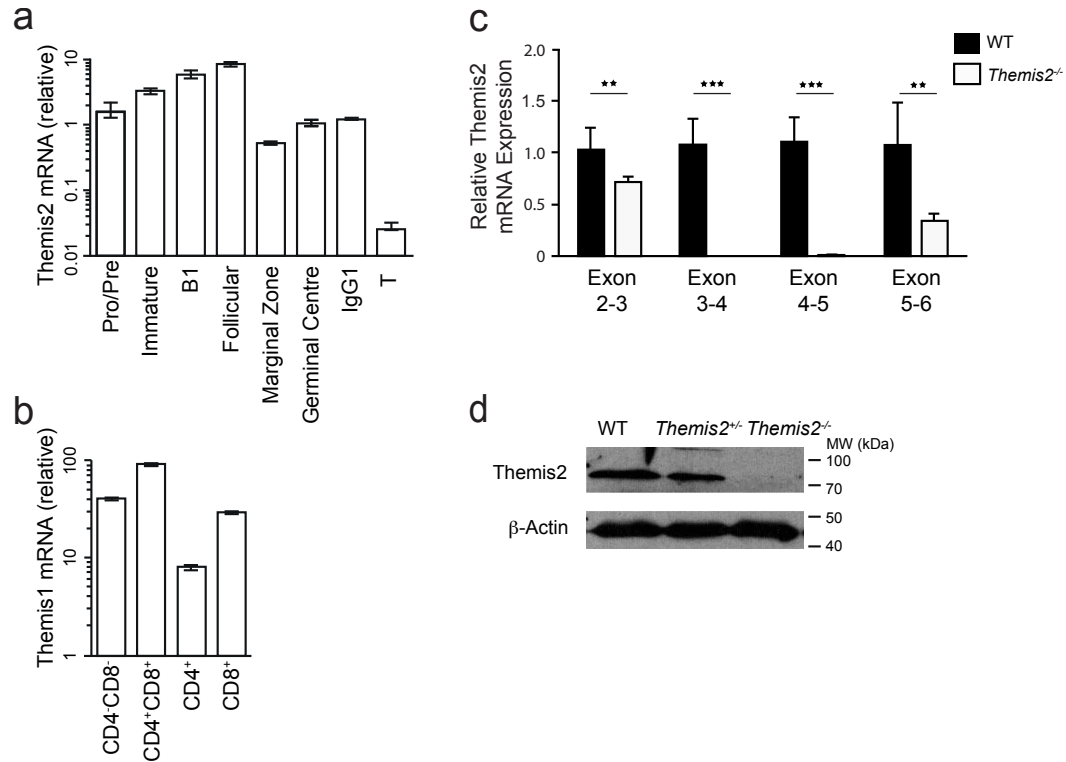 a
Themis2 mRNA (relative)
10
1
0.1
0.01
Pro/Pre
Immature
B1
Follicular
Marginal Zone
Germinal Centre
IgG1
T
b
Themis1 mRNA (relative)
100
10
1
CD4-CD8-
CD4+CD8+
CD4+
CD8+
c
WT
Themis2-/-
Relative Themis2
mRNA Expression
2.0
1.5
1.0
0.5
0
★★ ★★★ ★★★ ★★
Exon Exon Exon Exon
2-3 3-4 4-5 5-6
d
WT Themis2+/- Themis2-/-
MW (kDa)
Themis2
100
70
β-Actin
50
40